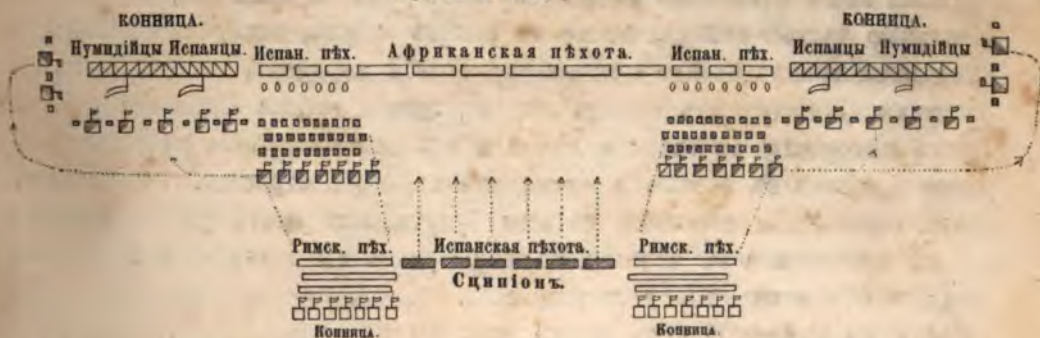 КОННИЦА. КОННИЦА.
Нумидійцы Испанцы. Испан. пѣх. Африканская пѣхота. Испан. пѣх. Испанцы Нумидійцы
Римск. пѣх. Испанская пѣхота. Римск. пѣх.
Сципіонъ.
Конница. Конница.